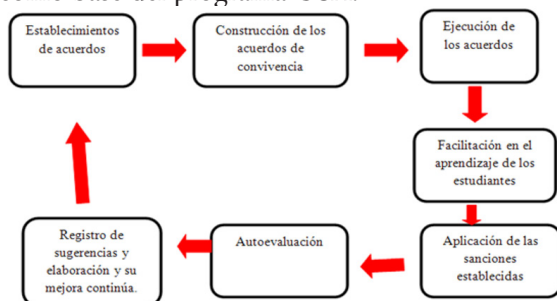 Establecimientos
de acuerdos
Construcción de los
acuerdos de
convivencia
Ejecución de
los acuerdos
Facilitación en el
aprendizaje de los
estudiantes
Aplicación de las
sanciones
establecidas
Autoevaluación
Registro de
sugerencias y
elaboración y su
mejora continúa.